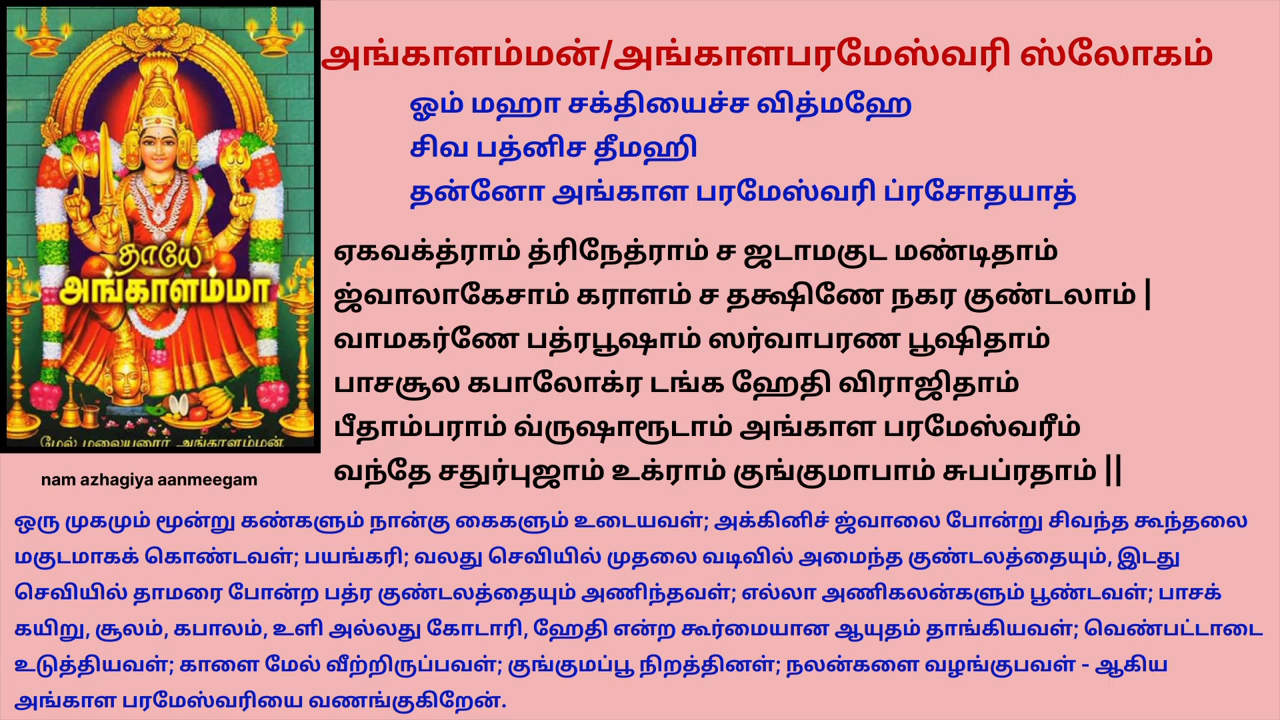 அங்காளம்மன்/அங்காளபரமேஸ்வரி ஸ்லோகம்
ஓம் மஹா சக்தியைச்ச வித்மஹே
சிவ பத்னிச தீமஹி
தன்னோ அங்காள பரமேஸ்வரி ப்ரசோதயாத்
தாயே
அங்காளம்மா
மேல் மலையனூர் அங்காளம்மன்
nam azhagiya aanmeegam
ஏகவக்த்ராம் த்ரிநேத்ராம் ச ஜடாமகுட மண்டிதாம்
ஜ்வாலாகேசாம் கராளம் ச தக்ஷிணே நகர குண்டலாம் |
வாமகர்ணே பத்ரபூஷாம் ஸர்வாபரண பூஷிதாம்
பாசசூல கபாலோக்ர டங்க ஹேதி விராஜிதாம்
பீதாம்பராம் வ்ருஷாரூடாம் அங்காள பரமேஸ்வரீம்
வந்தே சதுர்புஜாம் உக்ராம் குங்குமாபாம் சுபப்ரதாம் ||
ஒரு முகமும் மூன்று கண்களும் நான்கு கைகளும் உடையவள்; அக்கினிச் ஜ்வாலை போன்று சிவந்த கூந்தலை
மகுடமாகக் கொண்டவள்; பயங்கரி; வலது செவியில் முதலை வடிவில் அமைந்த குண்டலத்தையும், இடது
செவியில் தாமரை போன்ற பத்ர குண்டலத்தையும் அணிந்தவள்; எல்லா அணிகலன்களும் பூண்டவள்; பாசக்
கயிறு, சூலம், கபாலம், உளி அல்லது கோடாரி, ஹேதி என்ற கூர்மையான ஆயுதம் தாங்கியவள்; வெண்பட்டாடை
உடுத்தியவள்; காளை மேல் வீற்றிருப்பவள்; குங்குமப்பூ நிறத்தினள்; நலன்களை வழங்குபவள் - ஆகிய
அங்காள பரமேஸ்வரியை வணங்குகிறேன்.